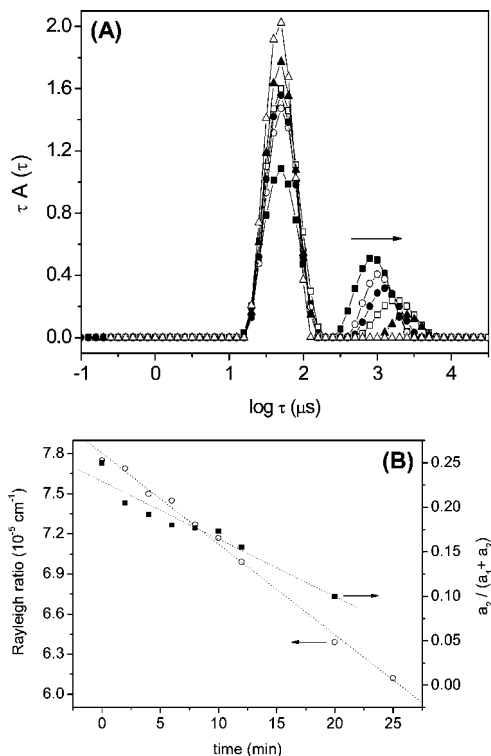 (A)
2.0
1.6
1.2
0.8
0.4
0.0
τ A (τ)
-1 0 1 2 3 4
log τ (μs)
(B)
7.8
7.5
7.2
6.9
6.6
6.3
6.0
Rayleigh ratio (10⁻⁵ cm⁻¹)
0.25
0.20
0.15
0.10
0.05
0.00
a₂ / (a₁ + a₂)
0 5 10 15 20 25
time (min)